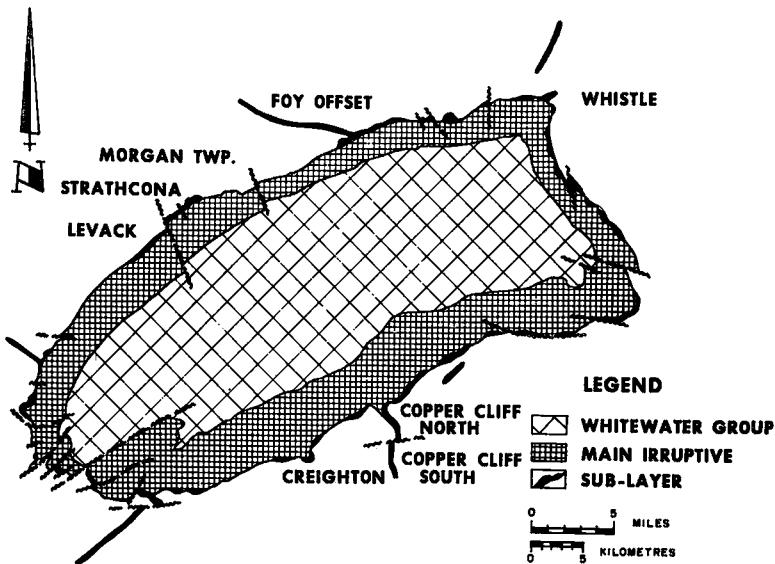 FOY OFFSET
WHISTLE
MORGAN TWP.
STRATHCONA
LEVACK
N
COPPER CLIFF
NORTH
COPPER CLIFF
SOUTH
CREIGHTON
LEGEND
WHITEWATER GROUP
MAIN IRRUPTIVE
SUB-LAYER
0 5
MILES
KILOMETRES
0 5